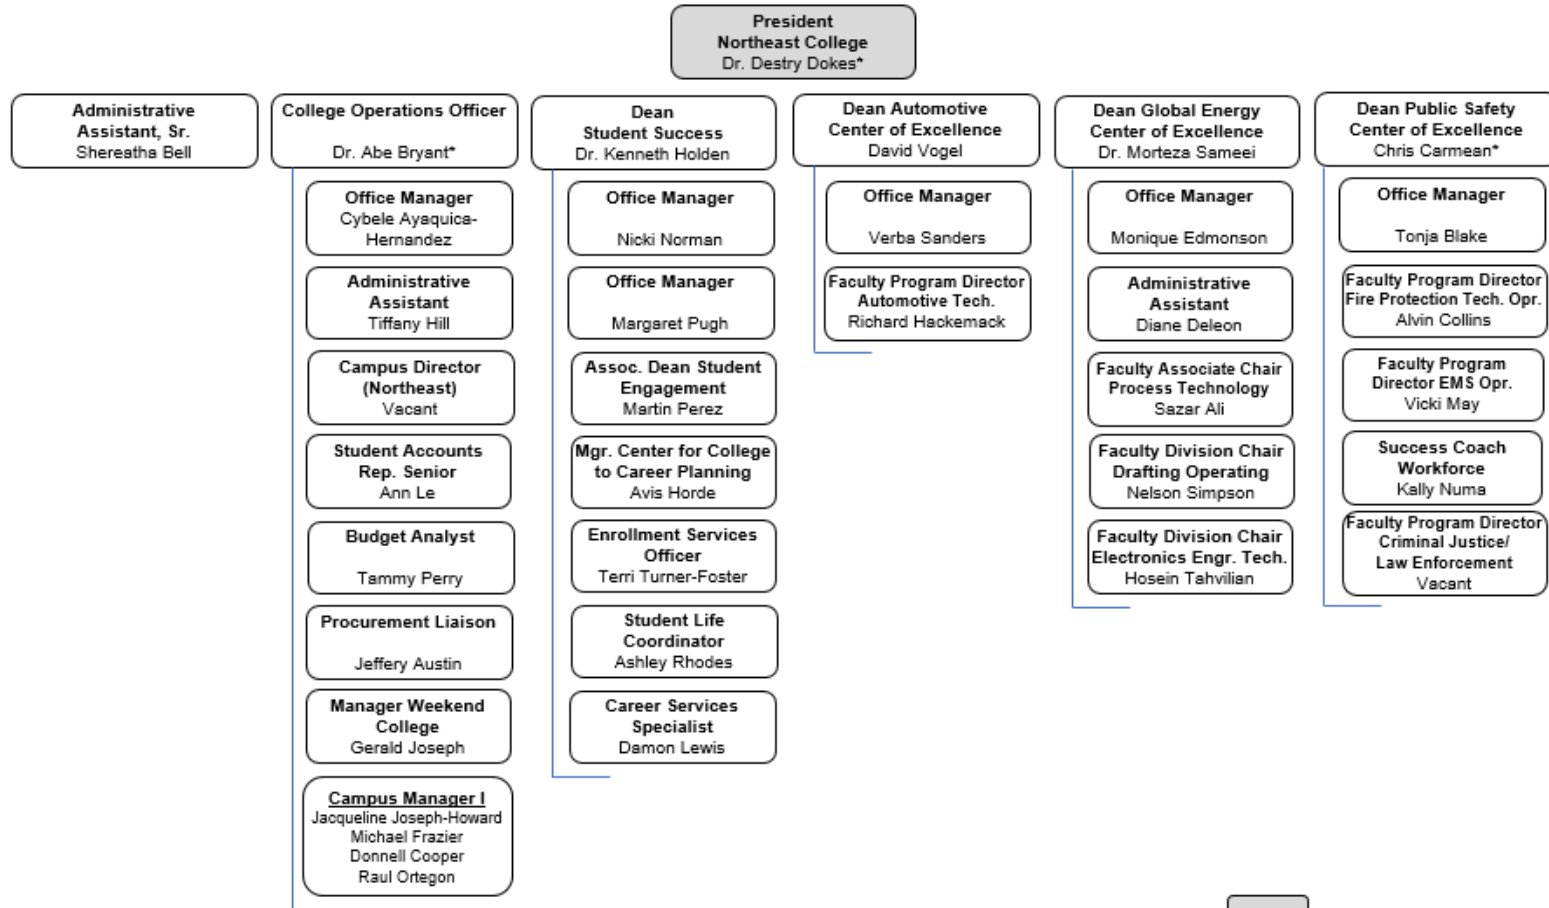 President
Northeast College
Dr. Destry Dokes*
Administrative
Assistant, Sr.
Shereatha Bell
College Operations Officer
Dr. Abe Bryant*
Office Manager
Cybele Ayaquica-
Hernandez
Administrative
Assistant
Tiffany Hill
Campus Director
(Northeast)
Vacant
Student Accounts
Rep. Senior
Ann Le
Budget Analyst
Tammy Perry
Procurement Liaison
Jeffery Austin
Manager Weekend
College
Gerald Joseph
Campus Manager I
Jacqueline Joseph-Howard
Michael Frazier
Donnell Cooper
Raul Ortegon
Dean
Student Success
Dr. Kenneth Holden
Office Manager
Nicki Norman
Office Manager
Margaret Pugh
Assoc. Dean Student
Engagement
Martin Perez
Mgr. Center for College
to Career Planning
Avis Horde
Enrollment Services
Officer
Terri Turner-Foster
Student Life
Coordinator
Ashley Rhodes
Career Services
Specialist
Damon Lewis
Dean Automotive
Center of Excellence
David Vogel
Office Manager
Verba Sanders
Faculty Program Director
Automotive Tech.
Richard Hackemack
Dean Global Energy
Center of Excellence
Dr. Morteza Sameei
Office Manager
Monique Edmonson
Administrative
Assistant
Diane Deleon
Faculty Associate Chair
Process Technology
Sazar Ali
Faculty Division Chair
Drafting Operating
Nelson Simpson
Faculty Division Chair
Electronics Engr. Tech.
Hosein Tahvilian
Dean Public Safety
Center of Excellence
Chris Carmean*
Office Manager
Tonja Blake
Faculty Program Director
Fire Protection Tech. Opr.
Alvin Collins
Faculty Program
Director EMS Opr.
Vicki May
Success Coach
Workforce
Kally Numa
Faculty Program Director
Criminal Justice/
Law Enforcement
Vacant